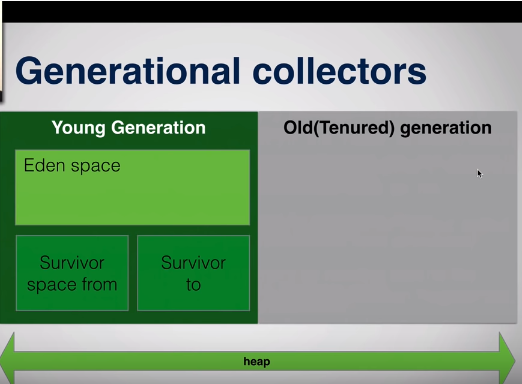 Generational collectors
Young Generation
Old(Tenured) generation
Eden space
Survivor
space from
Survivor
to
heap